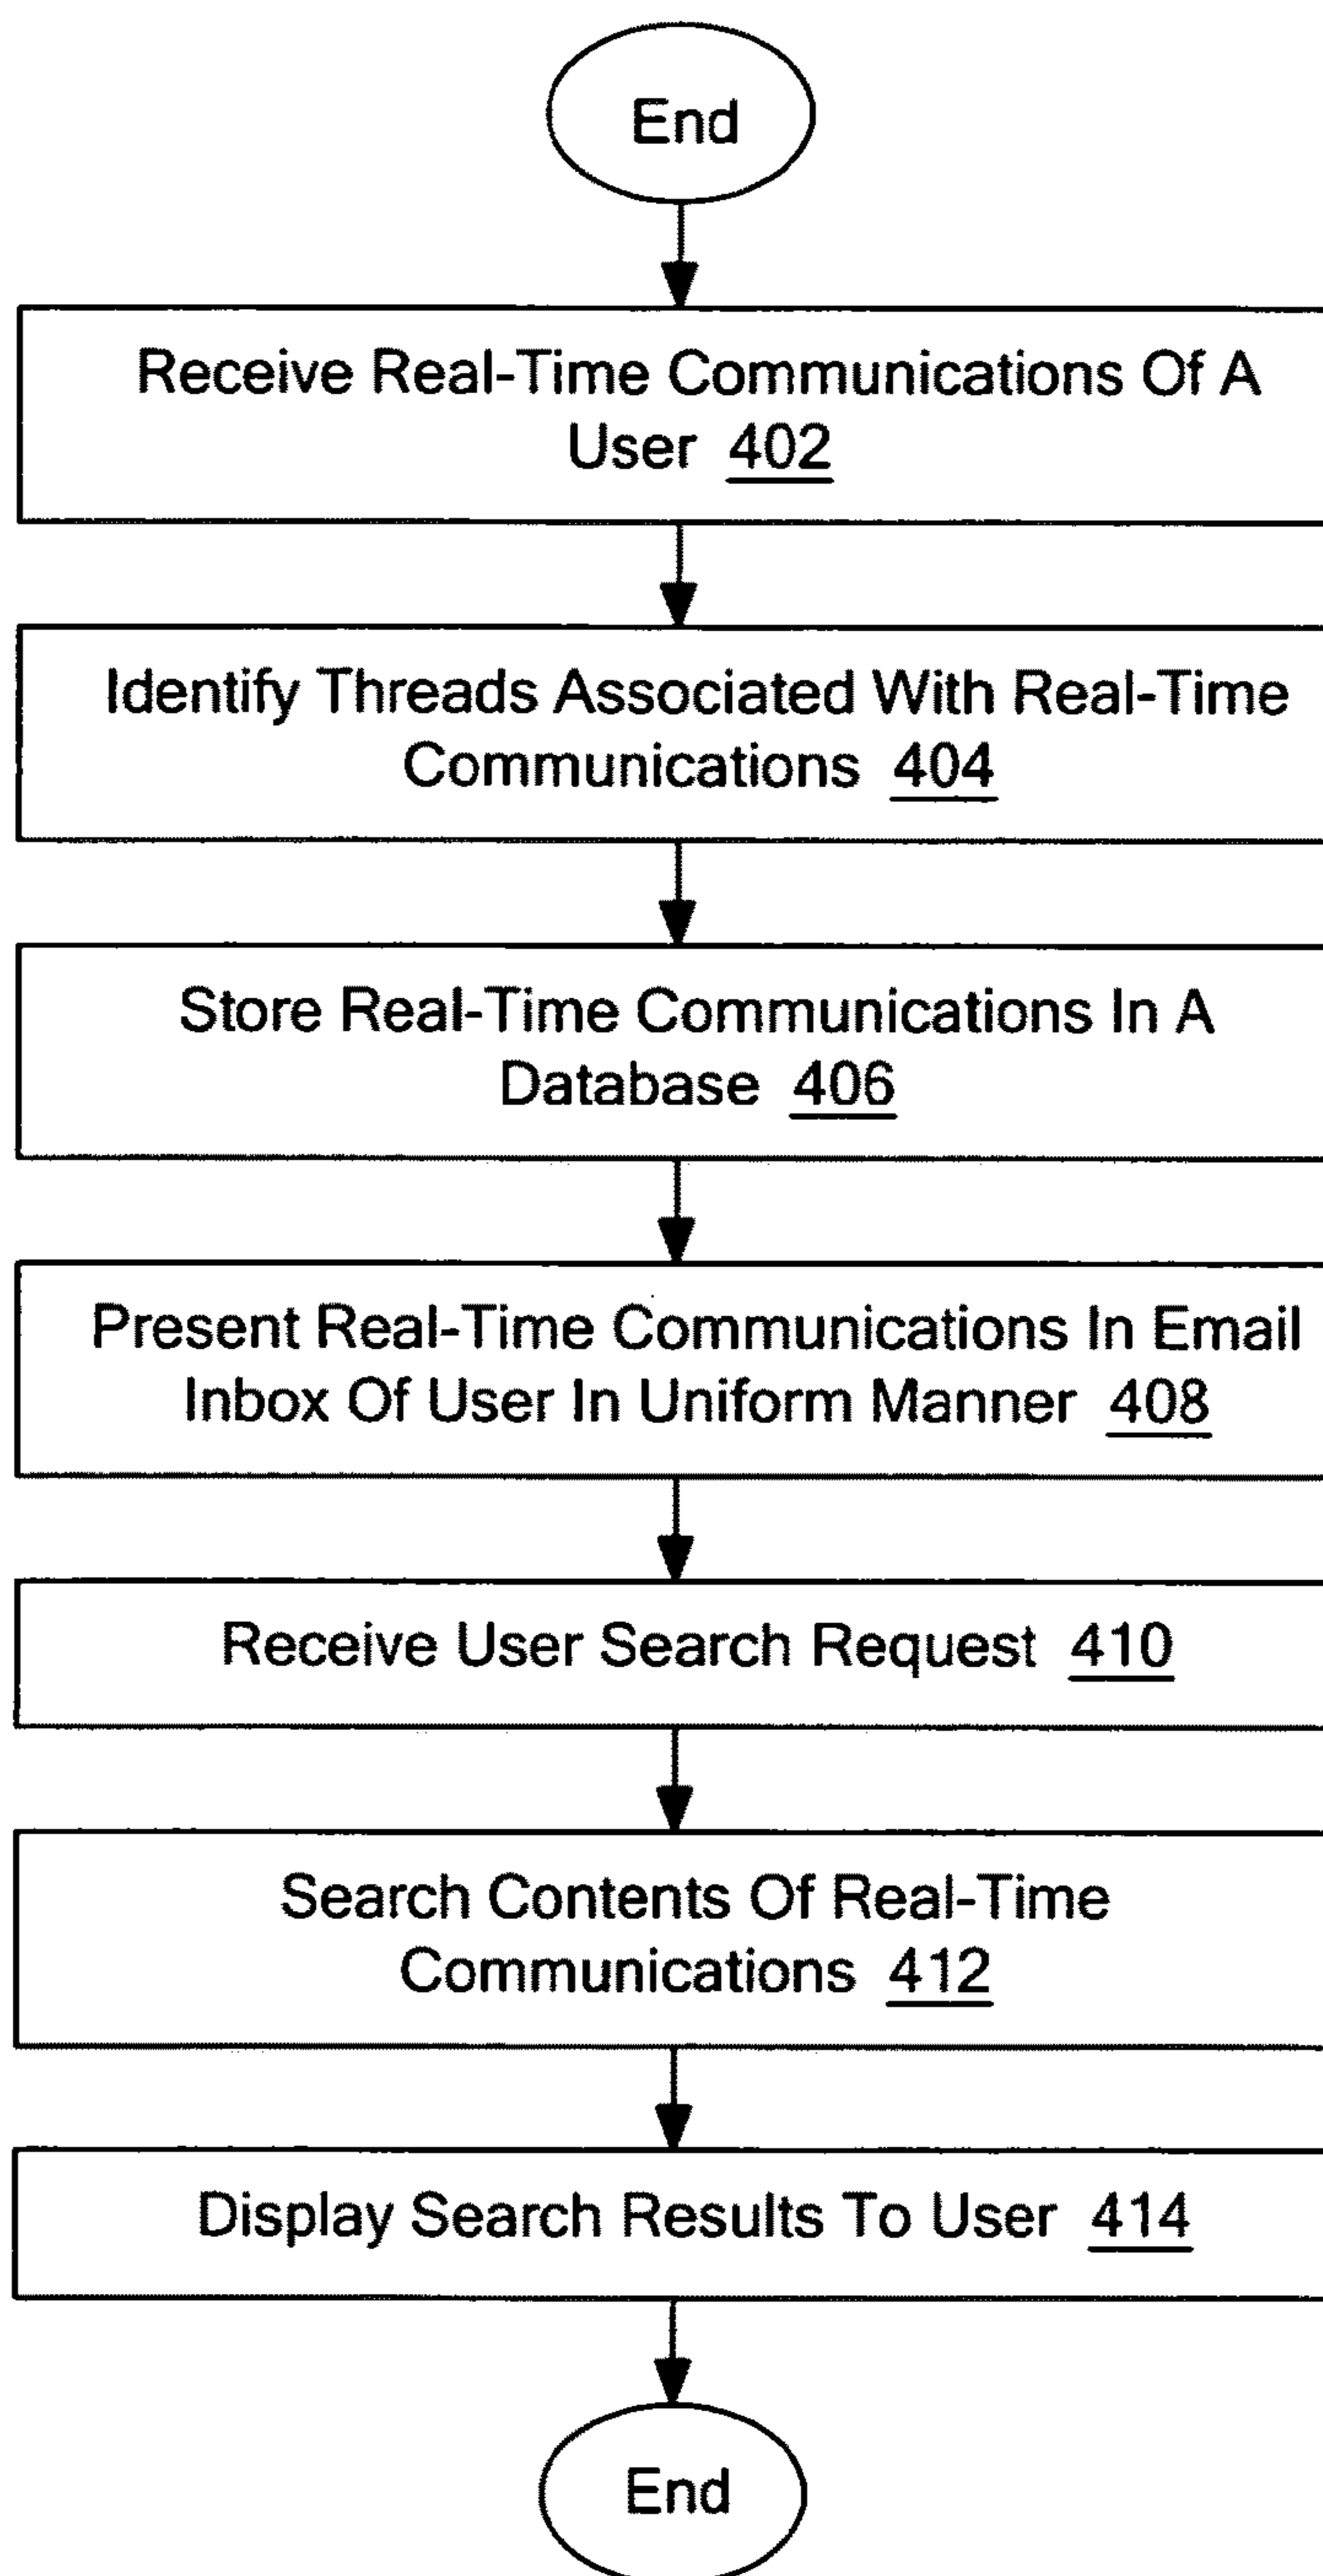 End
Receive Real-Time Communications Of A
User 402
Identify Threads Associated With Real-Time
Communications 404
Store Real-Time Communications In A
Database 406
Present Real-Time Communications In Email
Inbox Of User In Uniform Manner 408
Receive User Search Request 410
Search Contents Of Real-Time
Communications 412
Display Search Results To User 414
End